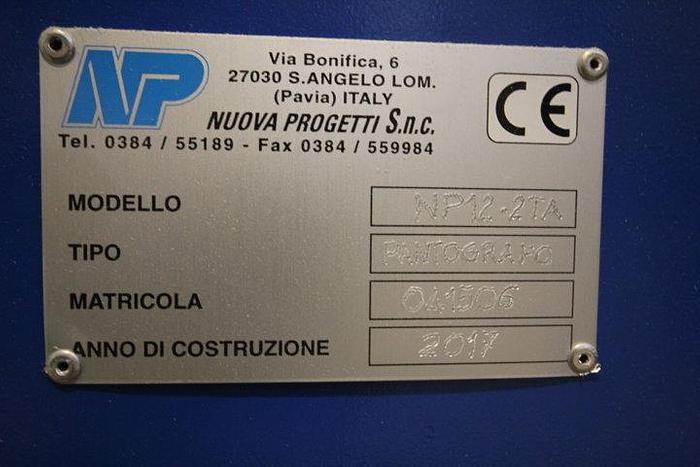 NP
Via Bonifica, 6
27030 S.ANGELO LOM.
(Pavia) ITALY
NUOVA PROGETTI S.n.c.
Tel. 0384 / 55189 - Fax 0384 / 559984
CE
MODELLO NP12-2TA
TIPO PANTOGRAFO
MATRICOLA 041506
ANNO DI COSTRUZIONE 2017